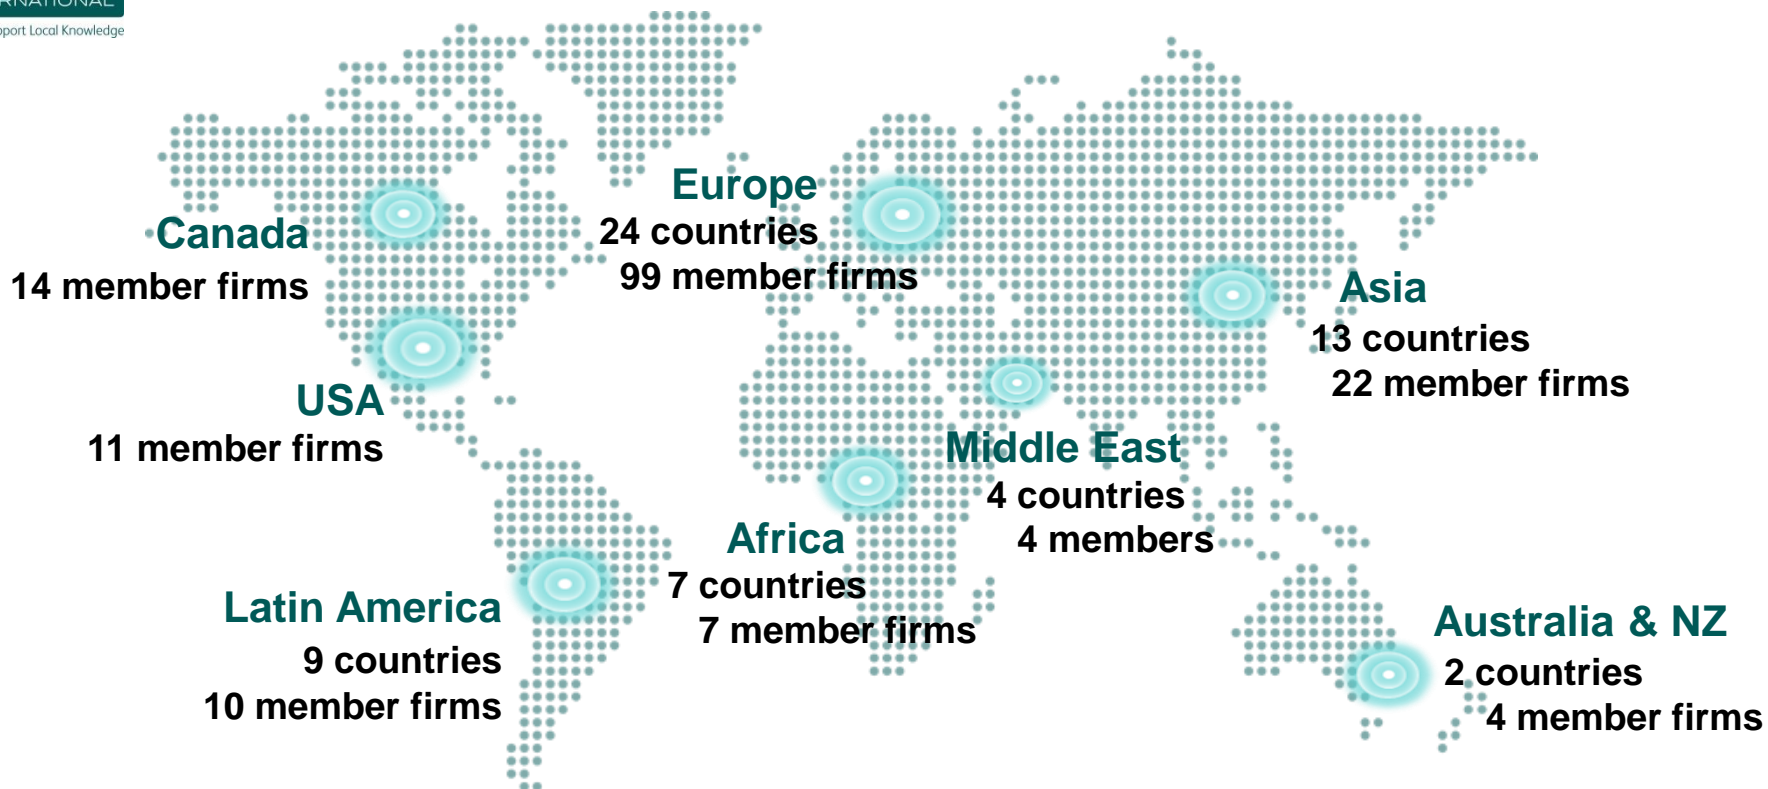 Local Knowledge
Canada
14 member firms
USA
11 member firms
Latin America
9 countries
10 member firms
Europe
24 countries
99 member firms
Africa
7 countries
7 member firms
Middle East
4 countries
4 members
Asia
13 countries
22 member firms
Australia & NZ
2 countries
4 member firms